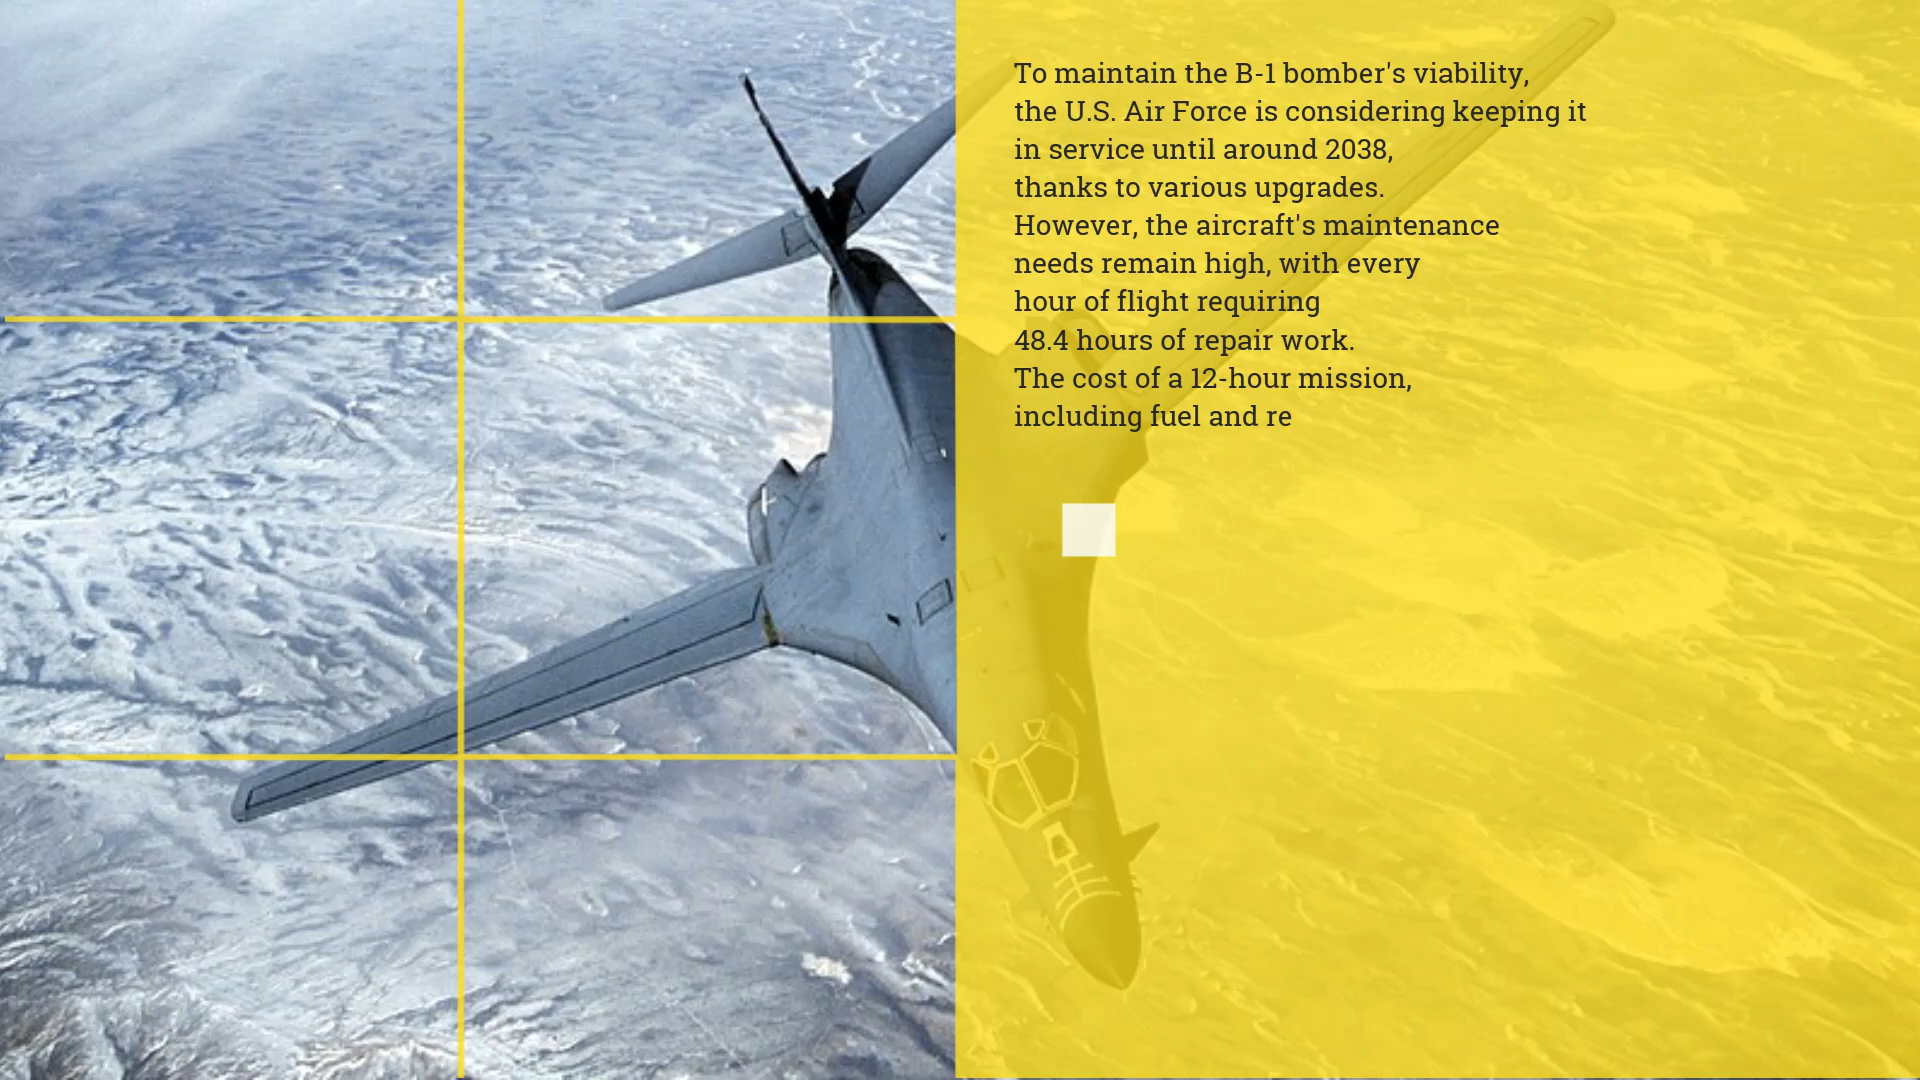 To maintain the B-1 bomber's viability,
the U.S. Air Force is considering keeping it
in service until around 2038,
thanks to various upgrades.
However, the aircraft's maintenance
needs remain high, with every
hour of flight requiring
48.4 hours of repair work.
The cost of a 12-hour mission,
including fuel and re